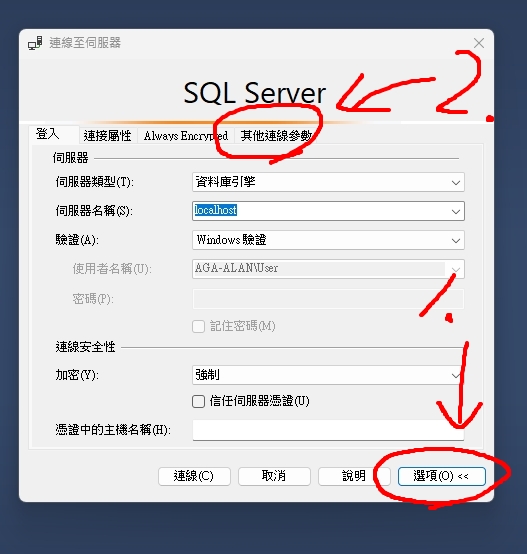 連線至伺服器
SQL Server
2.
登入 連接屬性 Always Encrypted 其他連線參數
伺服器
伺服器類型(T): 資料庫引擎
伺服器名稱(S): localhost
驗證(A): Windows 驗證
使用者名稱(U): AGA-ALAN\User
密碼(P):
1.
記住密碼(M)
連線安全性
加密(Y): 強制
信任伺服器憑證(U)
憑證中的主機名稱(H):
連線(C) 取消 說明 選項(O) <<